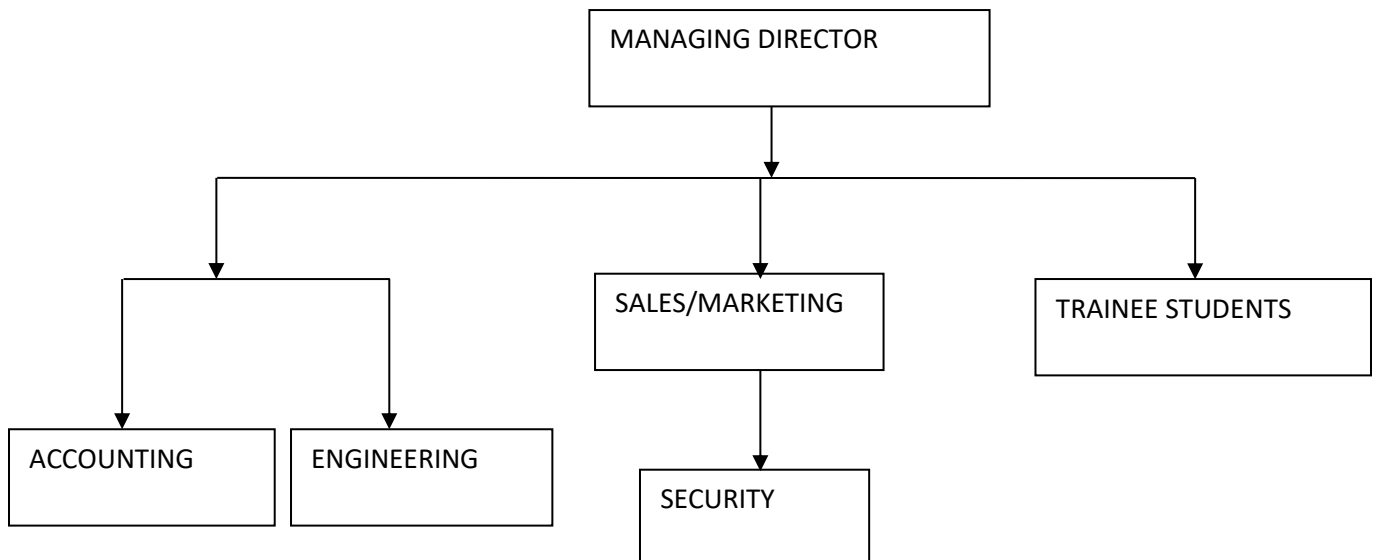 MANAGING DIRECTOR
SALES/MARKETING
TRAINEE STUDENTS
ACCOUNTING
ENGINEERING
SECURITY